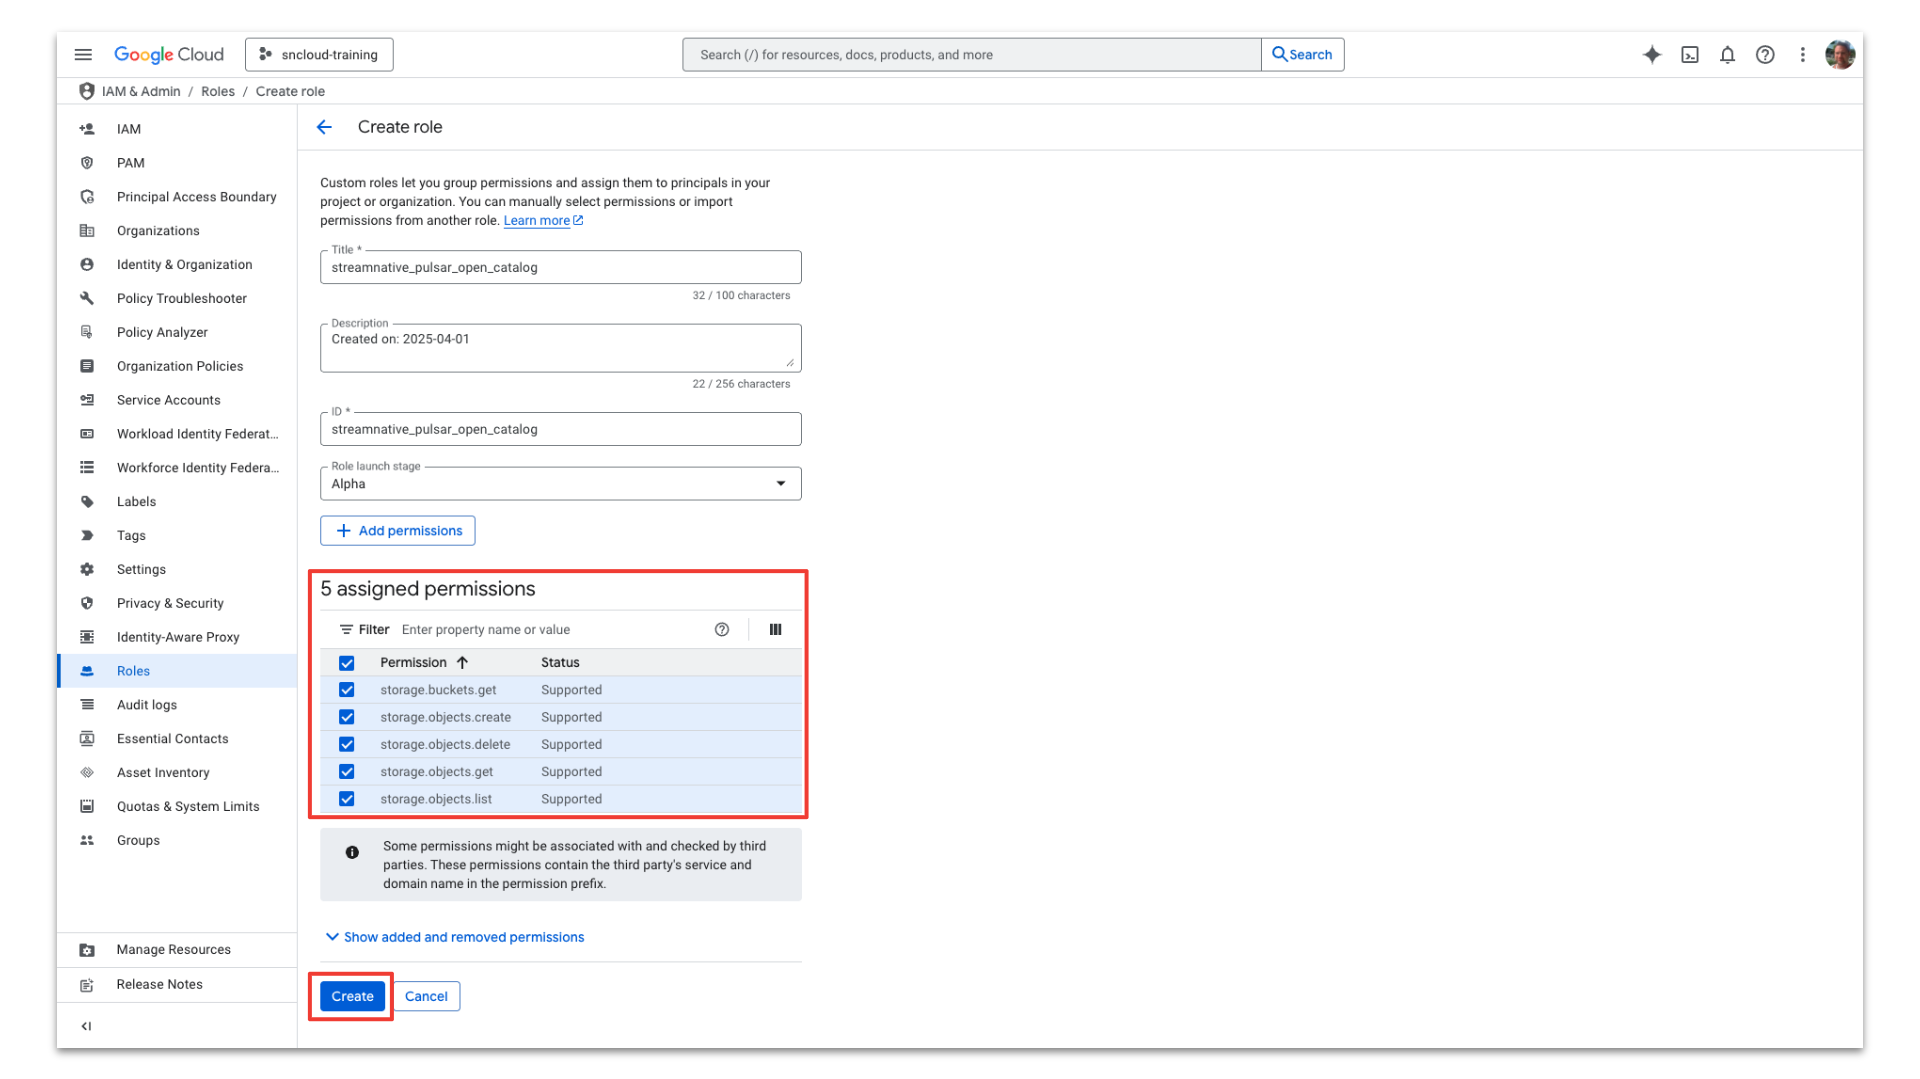 Google Cloud
sncloud-training
Search (/) for resources, docs, products, and more
Search
IAM & Admin / Roles / Create role
IAM
PAM
Principal Access Boundary
Organizations
Identity & Organization
Policy Troubleshooter
Policy Analyzer
Organization Policies
Service Accounts
Workload Identity Federat...
Workforce Identity Federa...
Labels
Tags
Settings
Privacy & Security
Identity-Aware Proxy
Roles
Audit logs
Essential Contacts
Asset Inventory
Quotas & System Limits
Groups
Manage Resources
Release Notes
Create role
Custom roles let you group permissions and assign them to principals in your
project or organization. You can manually select permissions or import
permissions from another role. Learn more
Title *
streamnative_pulsar_open_catalog
32 / 100 characters
Description
Created on: 2025-04-01
22 / 256 characters
ID *
streamnative_pulsar_open_catalog
Role launch stage
Alpha
Add permissions
5 assigned permissions
Filter Enter property name or value
Permission Status
storage.buckets.get Supported
storage.objects.create Supported
storage.objects.delete Supported
storage.objects.get Supported
storage.objects.list Supported
Some permissions might be associated with and checked by third
parties. These permissions contain the third party's service and
domain name in the permission prefix.
Show added and removed permissions
Create Cancel